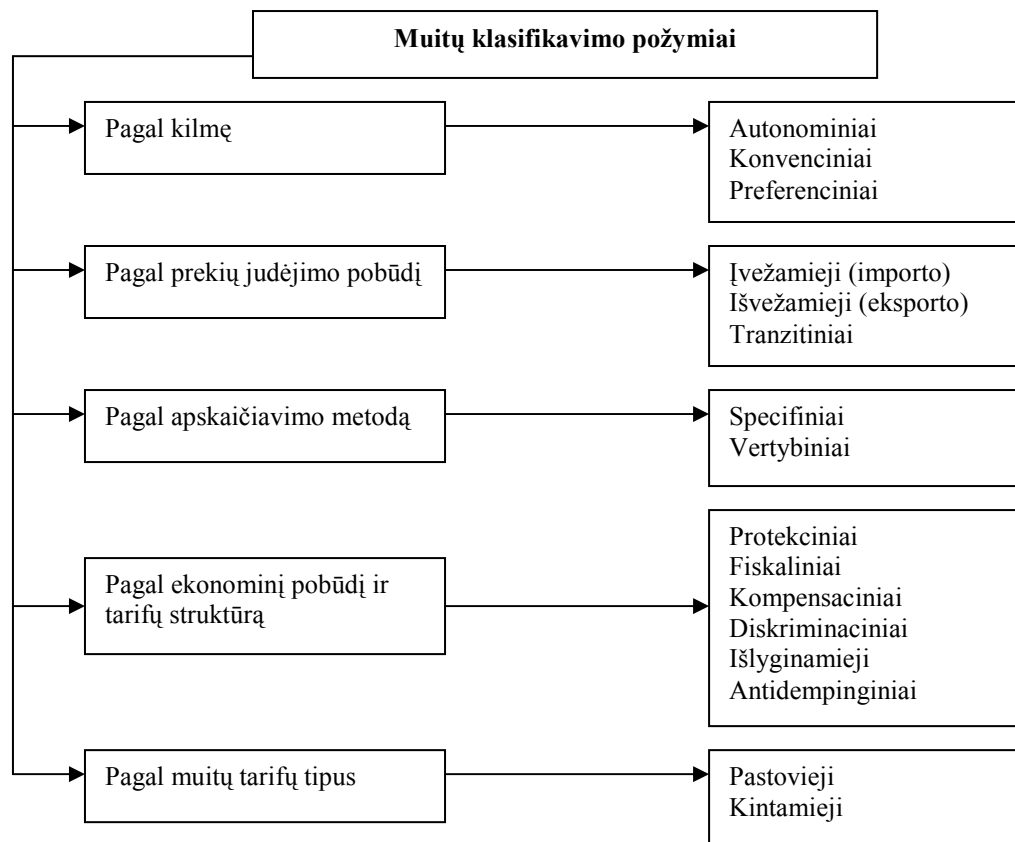 Muitų klasifikavimo požymiai
Pagal kilmę
Autonominiai
Konvenciniai
Preferenciniai
Pagal prekių judėjimo pobūdį
Įvežamieji (importo)
Išvežamieji (eksporto)
Tranzitiniai
Pagal apskaičiavimo metodą
Specifiniai
Vertybiniai
Pagal ekonominį pobūdį ir
tarifų struktūrą
Protekciniai
Fiskaliniai
Kompensaciniai
Diskriminaciniai
Išlyginamieji
Antidempinginiai
Pagal muitų tarifų tipus
Pastovieji
Kintamieji